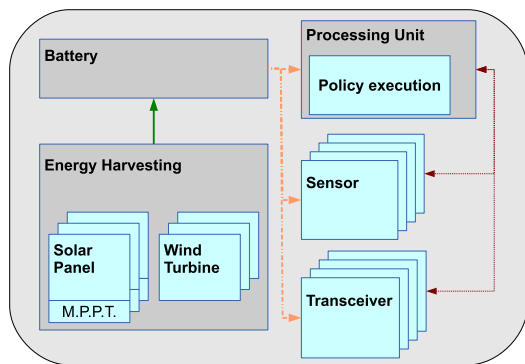 Battery
Processing Unit
Policy execution
Energy Harvesting
Solar
Panel
M.P.P.T.
Wind
Turbine
Sensor
Transceiver